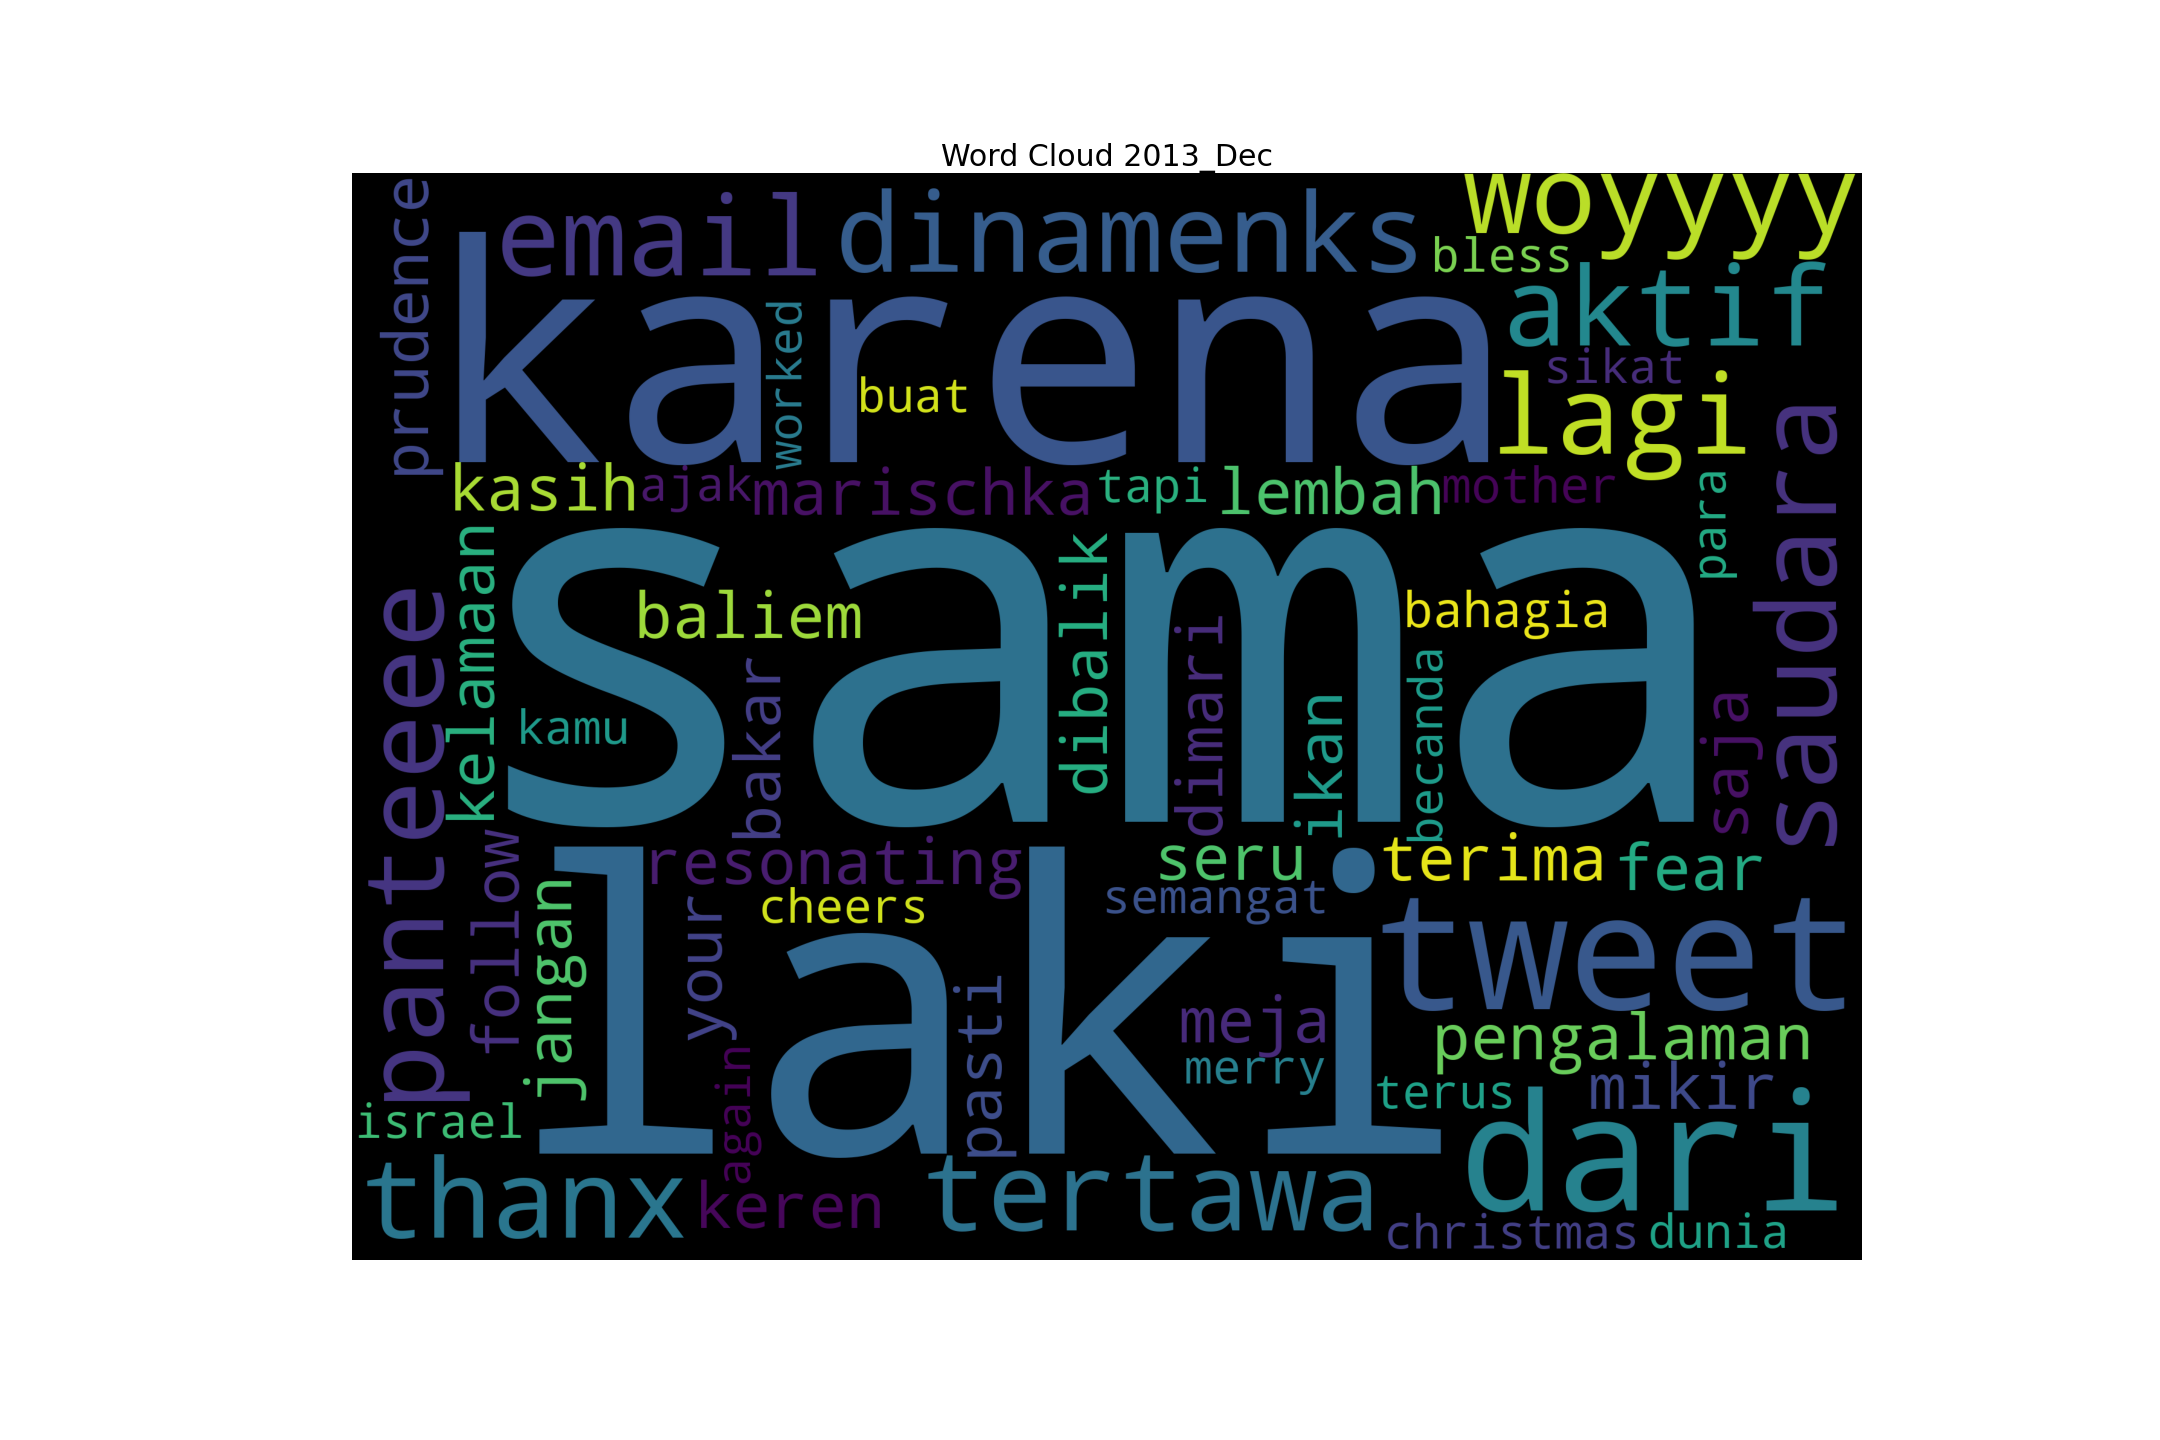 Word Cloud 2013_Dec
prudence
email
dinamenks
woyyyy
bless
karena
worked
buat
aktif
sikat
lagi
saudara
kasih
ajak
marischka
tapi
lembah
mother
para
kelamaan
sama
baliem
dibalik
dimari
bahagia
panteeee
kamu
bakar
ikan
becanda
saja
follow
jangan
laki
resonating
seru
terima
fear
your
cheers
semangat
tweet
pasti
meja
merry
pengalaman
mikir
terus
israel
again
dari
thanx
keren
tertawa
christmas
dunia